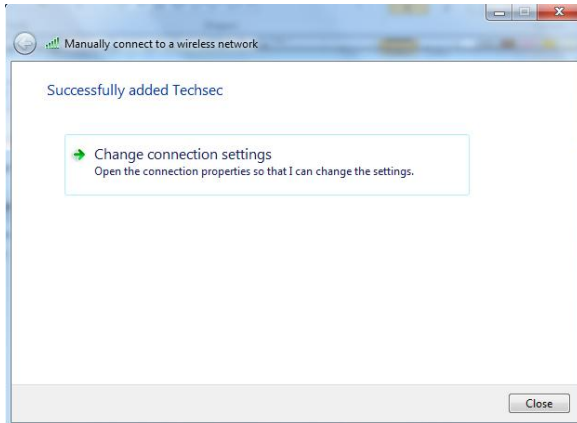 Manually connect to a wireless network
Successfully added Techsec
Change connection settings
Open the connection properties so that I can change the settings.
Close